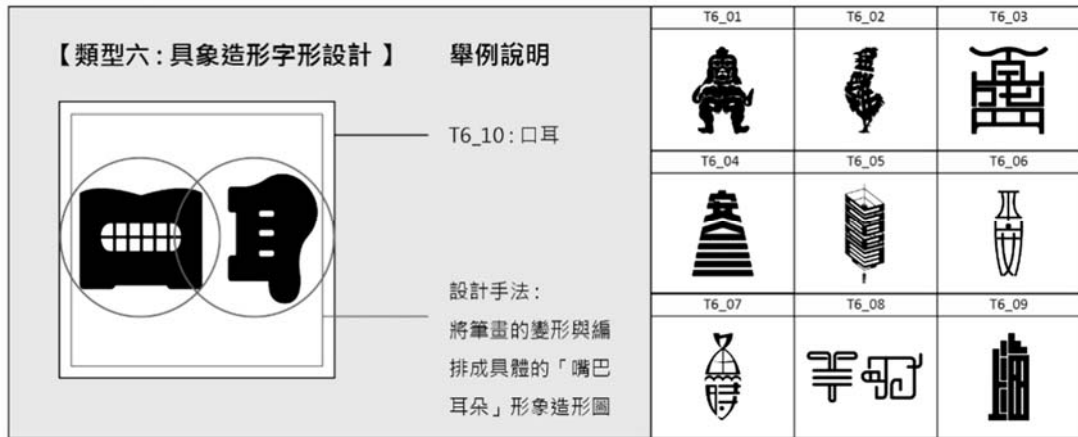 【類型六:具象造形字形設計】
舉例說明
T6_10:口耳
設計手法:
將筆畫的變形與編
排成具體的「嘴巴
耳朵」形象造形圖
T6_01
T6_02
T6_03
T6_04
T6_05
T6_06
T6_07
T6_08
T6_09